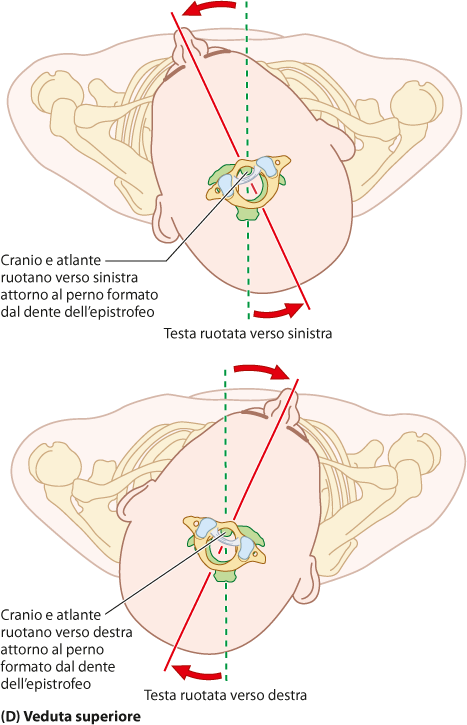 Cranio e atlante
ruotano verso sinistra
attorno al perno formato
dal dente dell'epistrofeo
Testa ruotata verso sinistra
Cranio e atlante
ruotano verso destra
attorno al perno
formato dal dente
dell'epistrofeo
Testa ruotata verso destra
(D) Veduta superiore